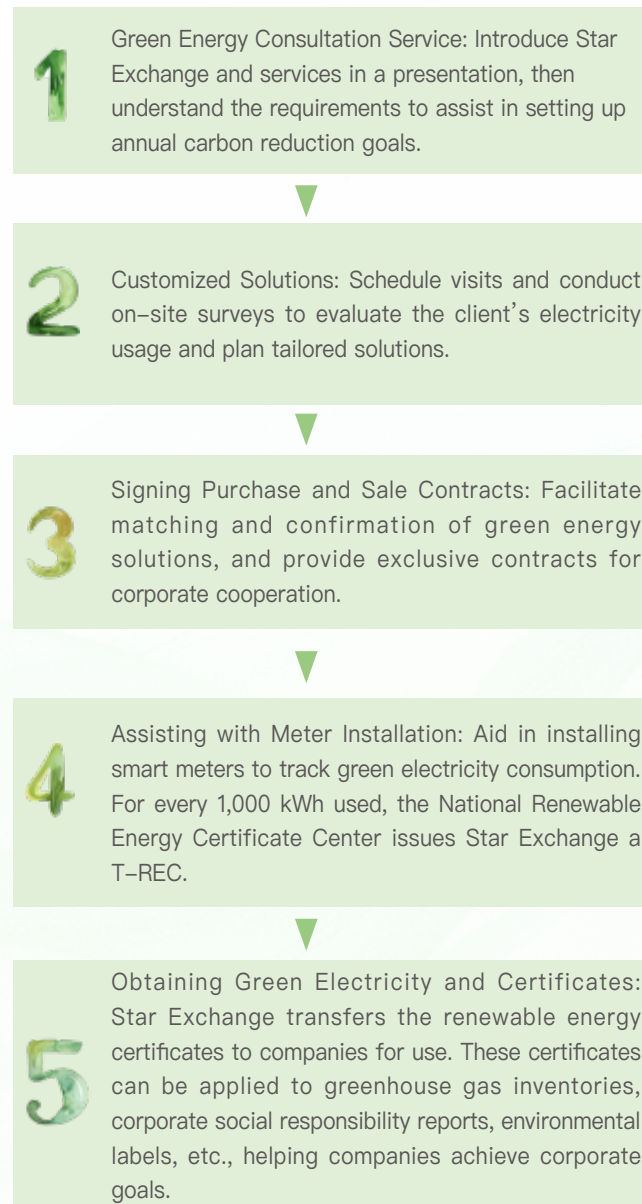 1
Green Energy Consultation Service: Introduce Star
Exchange and services in a presentation, then
understand the requirements to assist in setting up
annual carbon reduction goals.
2
Customized Solutions: Schedule visits and conduct
on-site surveys to evaluate the client’s electricity
usage and plan tailored solutions.
3
Signing Purchase and Sale Contracts: Facilitate
matching and confirmation of green energy
solutions, and provide exclusive contracts for
corporate cooperation.
4
Assisting with Meter Installation: Aid in installing
smart meters to track green electricity consumption.
For every 1,000 kWh used, the National Renewable
Energy Certificate Center issues Star Exchange a
T-REC.
5
Obtaining Green Electricity and Certificates:
Star Exchange transfers the renewable energy
certificates to companies for use. These certificates
can be applied to greenhouse gas inventories,
corporate social responsibility reports, environmental
labels, etc., helping companies achieve corporate
goals.